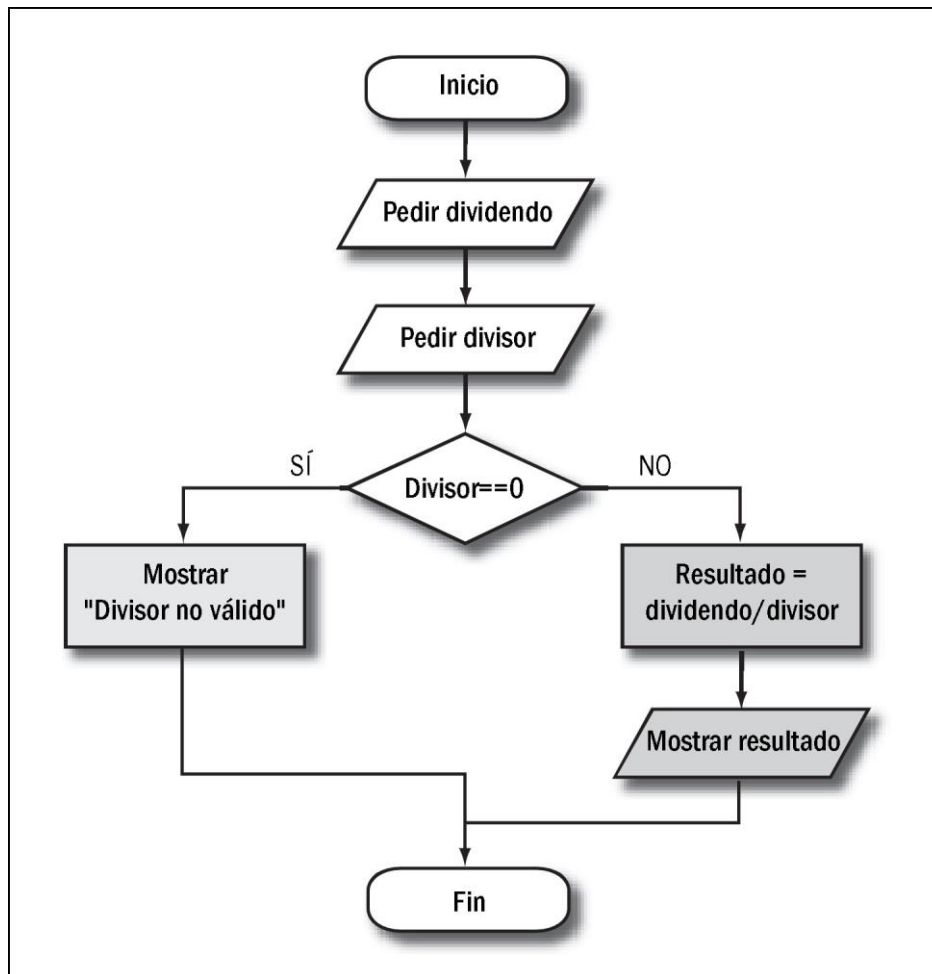 Inicio
Pedir dividendo
Pedir divisor
SÍ
Divisor==0
NO
Mostrar
"Divisor no válido"
Resultado =
dividendo/divisor
Mostrar resultado
Fin